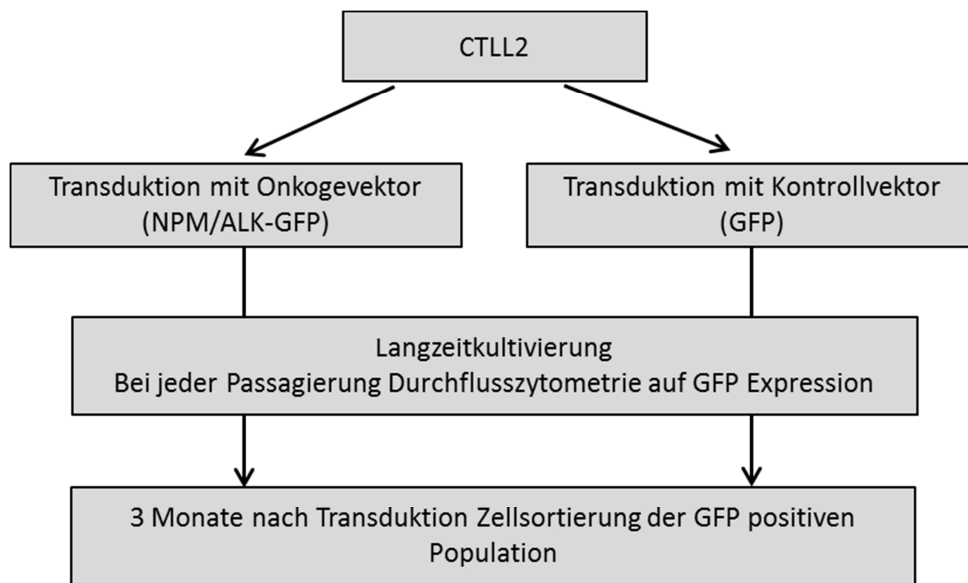 CTLL2
Transduktion mit Onkogevektor
(NPM/ALK-GFP)
Transduktion mit Kontrollvektor
(GFP)
Langzeitkultivierung
Bei jeder Passagierung Durchflusszytometrie auf GFP Expression
3 Monate nach Transduktion Zellsortierung der GFP positiven
Population